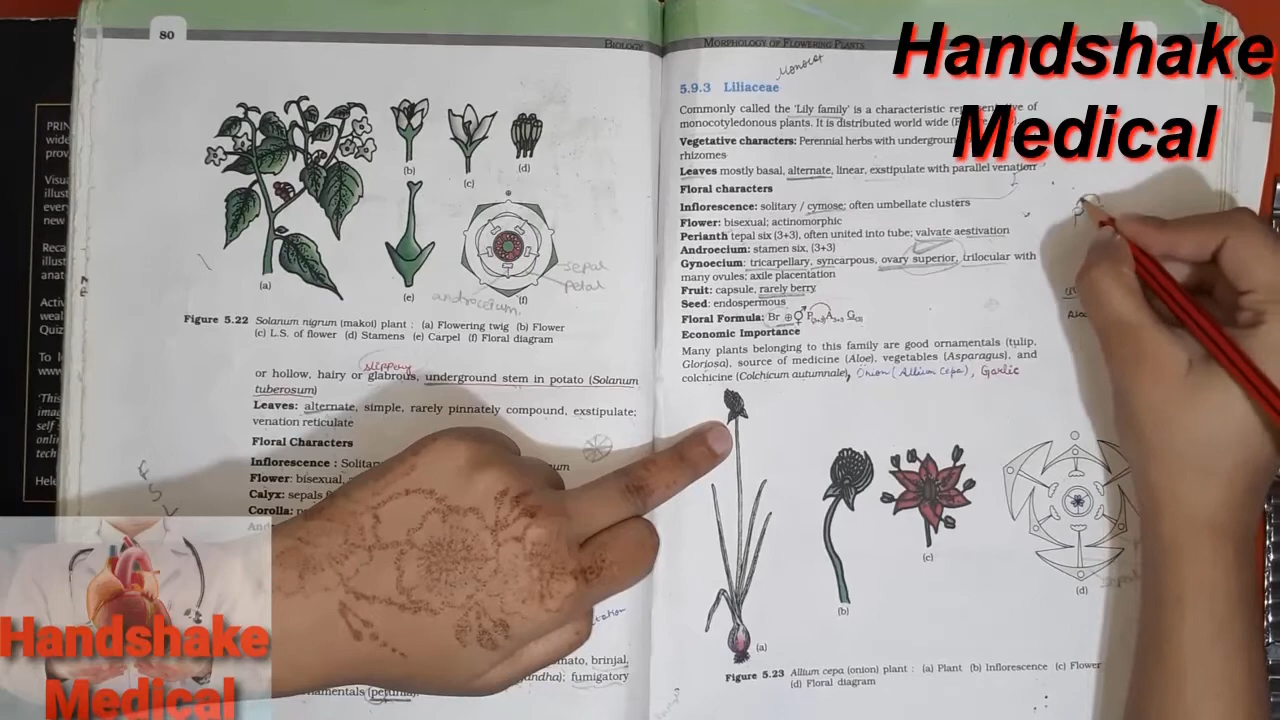 80
BIOLOGY
(a)
(b)
(c)
(d)
(e)
(f)
sepal
petal
androecium
Figure 5.22 Solanum nigrum (makoi) plant : (a) Flowering twig (b) Flower
(c) L.S. of flower (d) Stamens (e) Carpel (f) Floral diagram
slippery
or hollow, hairy or glabrous, underground stem in potato (Solanum
tuberosum)
Leaves: alternate, simple, rarely pinnately compound, exstipulate;
venation reticulate
Floral Characters
Inflorescence : Solitar
Flower: bisexual,
Calyx: sepals
Corolla:
brinjal,
fumigatory
(petunia).
MORPHOLOGY OF FLOWERING PLANTS
Monocot
5.9.3 Liliaceae
Commonly called the 'Lily family' is a characteristic of
monocotyledonous plants. It is distributed world wide
Vegetative characters: Perennial herbs with
rhizomes
Leaves mostly basal, alternate, linear, exstipulate with parallel venation
Floral characters
Inflorescence: solitary / cymose; often umbellate clusters
Flower: bisexual; actinomorphic
Perianth tepal six (3+3), often united into tube; valvate aestivation
Androecium: stamen six, (3+3)
Gynoecium: tricarpellary, syncarpous, ovary superior, trilocular with
many ovules; axile placentation
Fruit: capsule, rarely berry
Seed: endospermous
Floral Formula: Br ⊕ ⚥ P(3+3) A3+3 G(3)
Economic Importance
Many plants belonging to this family are good ornamentals (tulip,
Gloriosa), source of medicine (Aloe), vegetables (Asparagus), and
colchicine (Colchicum autumnale), Onion (Allium cepa), Garlic
(a)
(b)
(c)
(d)
Figure 5.23 Allium cepa (onion) plant : (a) Plant (b) Inflorescence (c) Flower
(d) Floral diagram
Handshake
Medical
Handshake
Medical